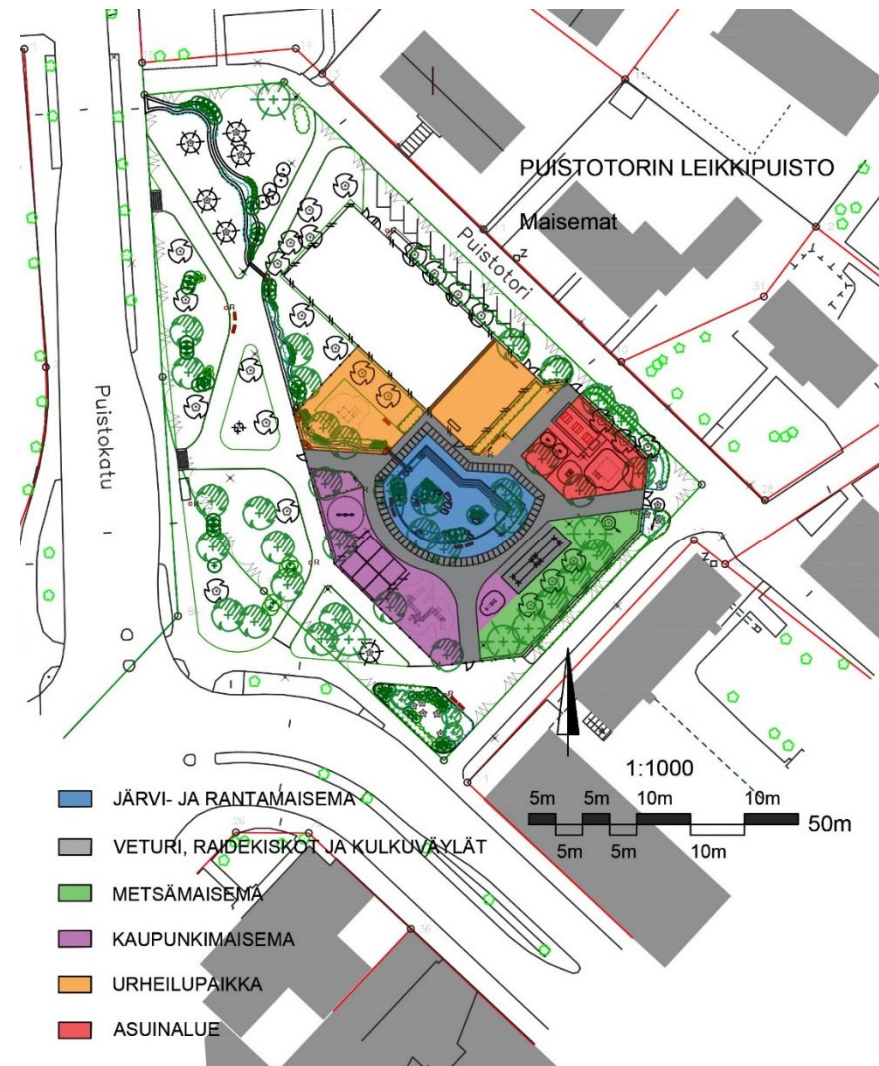 PUISTOTORIN LEIKKIPUISTO
Maisemat
Puistotori
Puistokatu
1:1000
5m 5m 10m 10m
50m
5m 5m 10m
JÄRVI- JA RANTAMAISEMA
VETURI, RAIDEKISKOT JA KULKUVÄYLÄT
METSÄMAISEMA
KAUPUNKIMAISEMA
URHEILUPAIKKA
ASUINALUE